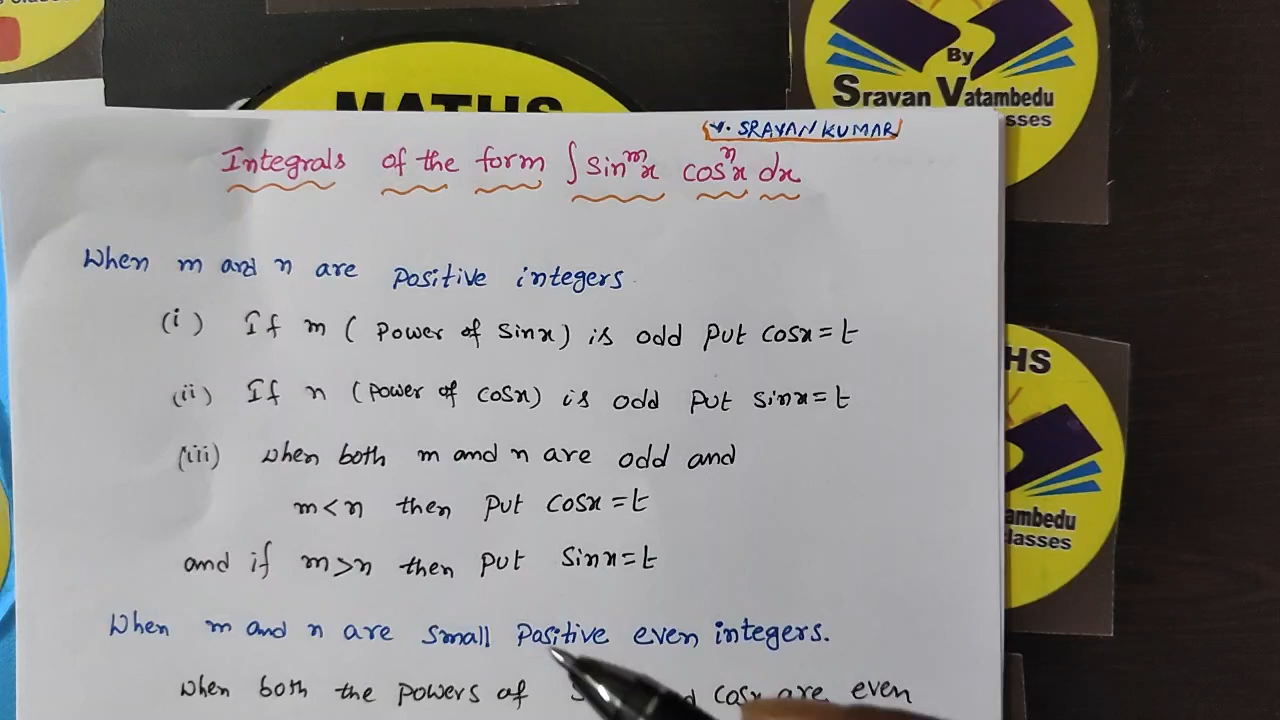 MATHS
By
Sravan Vatambedu
sses
V. SRAVAN KUMAR
Integrals of the form ∫ sin^m x cos^n x dx
When m and n are positive integers.
(i) If m (power of sinx) is odd put cosx = t
(ii) If n (power of cosx) is odd put sinx = t
(iii) when both m and n are odd and
m < n then put cosx = t
and if m > n then put sinx = t
When m and n are small positive even integers.
when both the powers of cosx are even
HS
ambedu
lasses